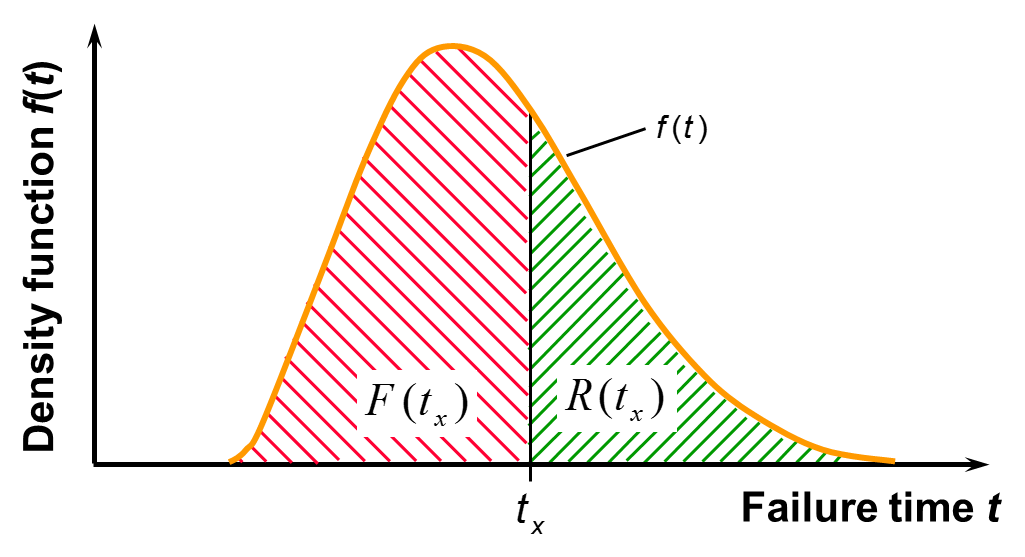 Density function f(t)
f(t)
F(tₓ)
R(tₓ)
tₓ
Failure time t